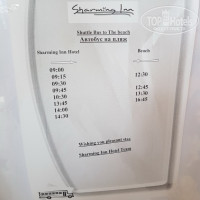 Sharming Inn
TopHotels
Shuttle Bus to The beach
Автобус на пляж
Sharming Inn Hotel Beach
09:00
09:15 12:30
09:30
09:45 12:45
10:30 13:30
13:45 16:45
14:00
14:30
Wishing you pleasant stay
Sharming Inn Hotel Team